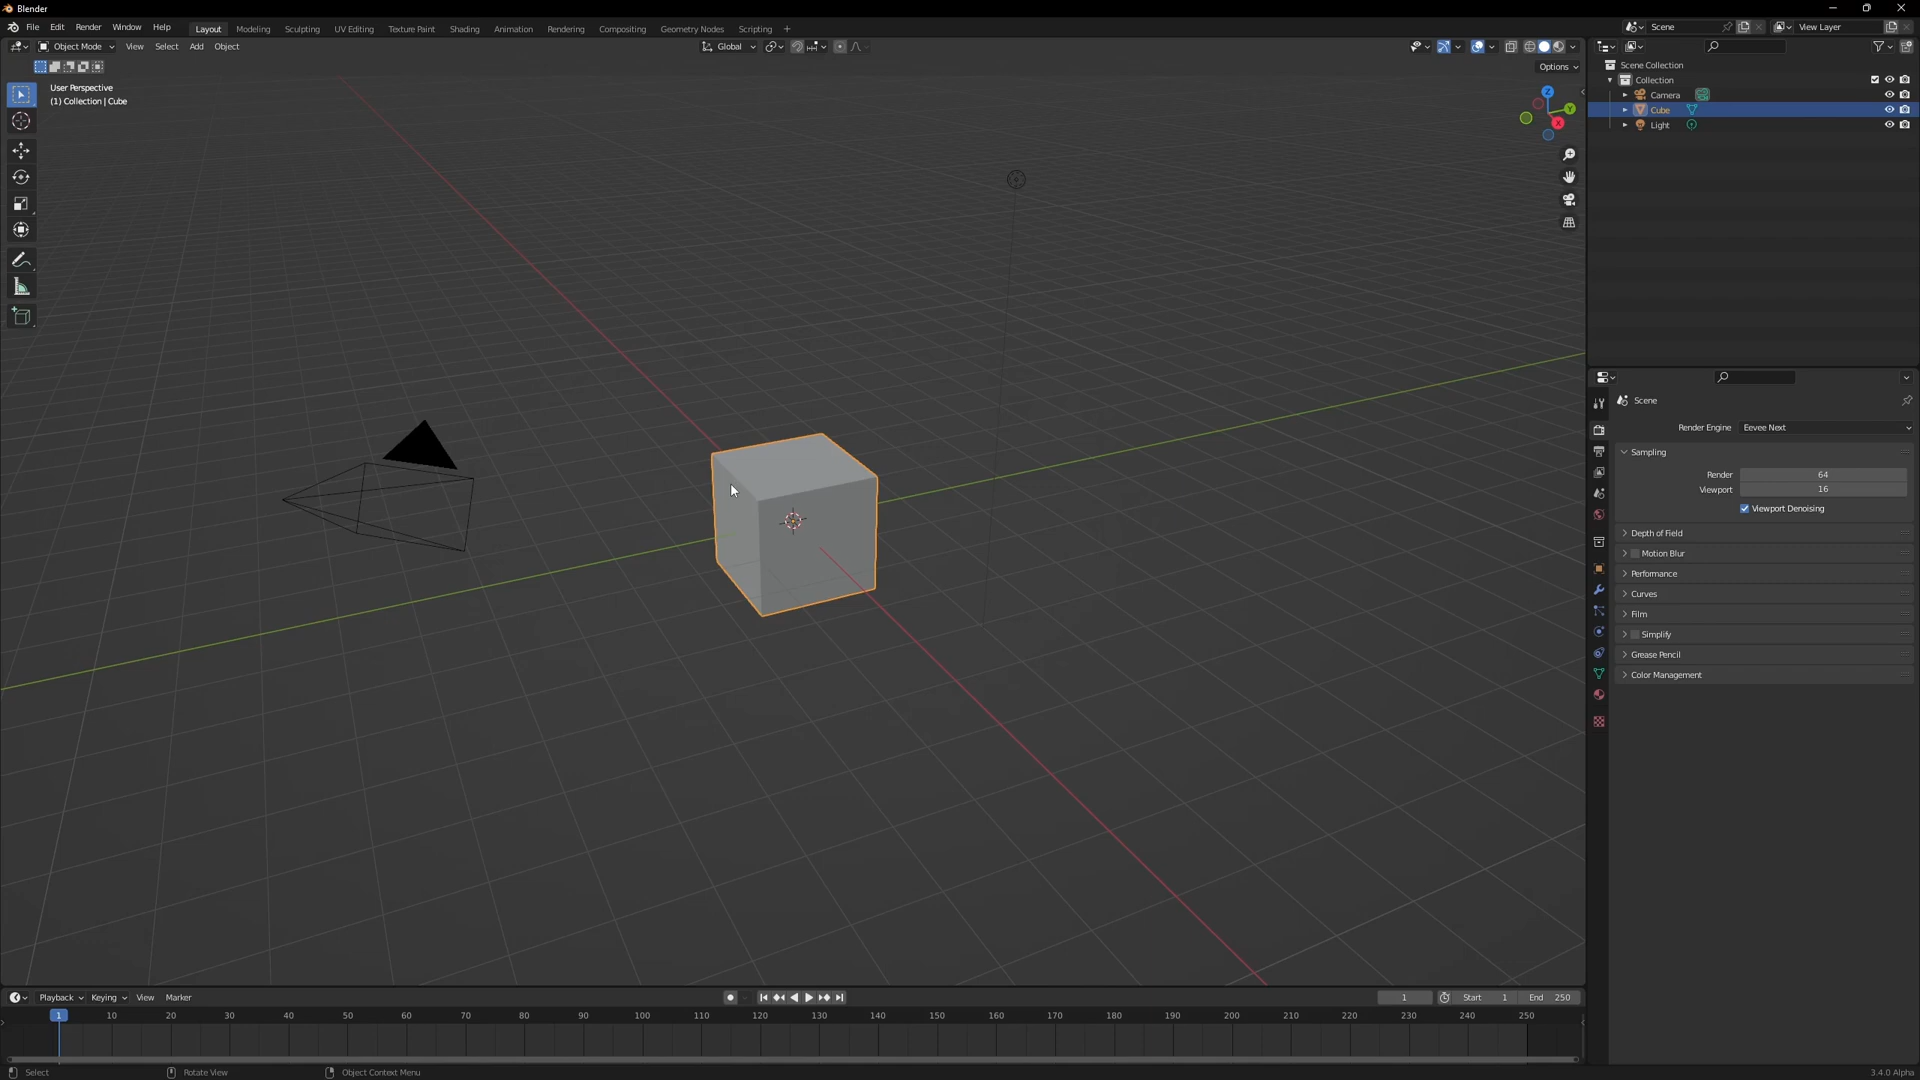 Blender
File Edit Render Window Help Layout Modeling Sculpting UV Editing Texture Paint Shading Animation Rendering Compositing Geometry Nodes Scripting + Scene View Layer
Object Mode View Select Add Object Global
Options
User Perspective
(1) Collection | Cube
Z
Y
X
Scene Collection
Collection
Camera
Cube
Light
Scene
Render Engine Eevee Next
Sampling
Render 64
Viewport 16
Viewport Denoising
Depth of Field
Motion Blur
Performance
Curves
Film
Simplify
Grease Pencil
Color Management
Playback Keying View Marker 1 Start 1 End 250
1 10 20 30 40 50 60 70 80 90 100 110 120 130 140 150 160 170 180 190 200 210 220 230 240 250
Select Rotate View Object Context Menu 3.4.0 Alpha